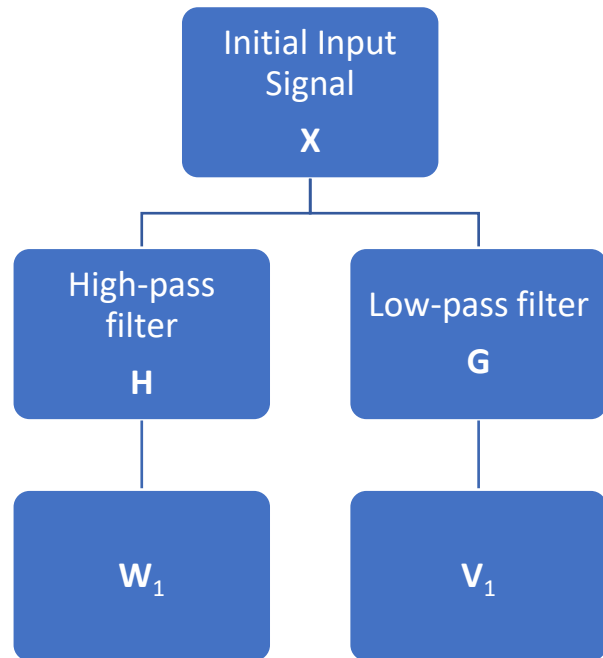 Initial Input
Signal
X
High-pass
filter
H
Low-pass filter
G
W₁
V₁